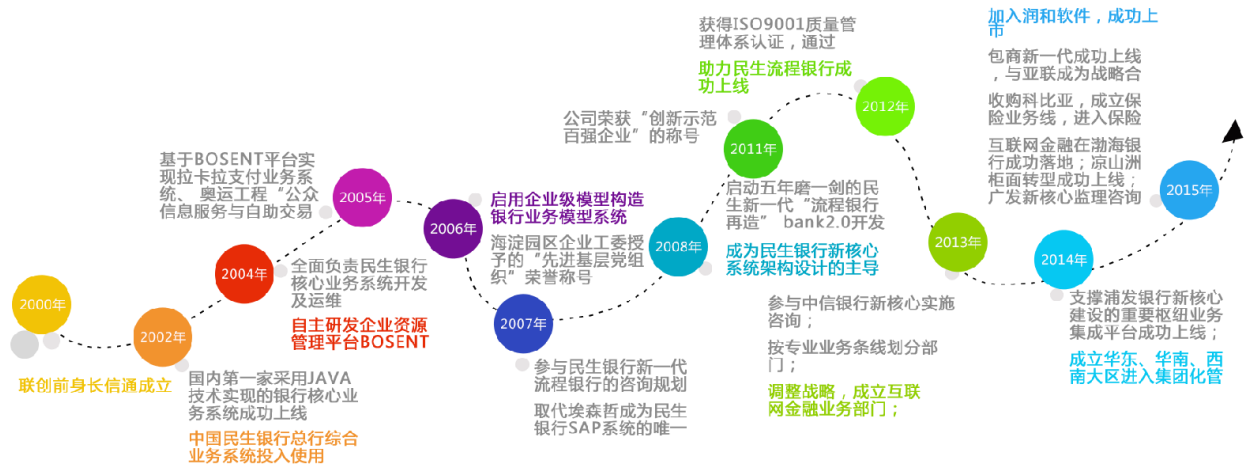 2000年
联创前身长信通成立
2002年
国内第一家采用JAVA
技术实现的银行核心业
务系统成功上线
中国民生银行总行综合
业务系统投入使用
2004年
全面负责民生银行
核心业务系统开发
及运维
自主研发企业资源
管理平台BOSENT
2005年
基于BOSENT平台实
现拉卡拉支付业务系
统、奥运工程“公众
信息服务与自助交易
2006年
启用企业级模型构造
银行业务模型系统
海淀园区企业工委授
予的“先进基层党组
织”荣誉称号
2007年
参与民生银行新一代
流程银行的咨询规划
取代埃森哲成为民生
银行SAP系统的唯一
2008年
启动五年磨一剑的民
生新一代“流程银行
再造” bank2.0开发
成为民生银行新核心
系统架构设计的主导
2011年
公司荣获“创新示范
百强企业”的称号
2012年
获得ISO9001质量管
理体系认证，通过
助力民生流程银行成
功上线
2013年
参与中信银行新核心实施
咨询；
按专业业务条线划分部
门；
调整战略，成立互联
网金融业务部门；
2014年
支撑浦发银行新核心
建设的重要枢纽业务
集成平台成功上线；
成立华东、华南、西
南大区进入集团化管
2015年
加入润和软件，成功上
市
包商新一代成功上线
，与亚联成为战略合
收购科比亚，成立保
险业务线，进入保险
互联网金融在渤海银
行成功落地；凉山洲
柜面转型成功上线；
广发新核心监理咨询